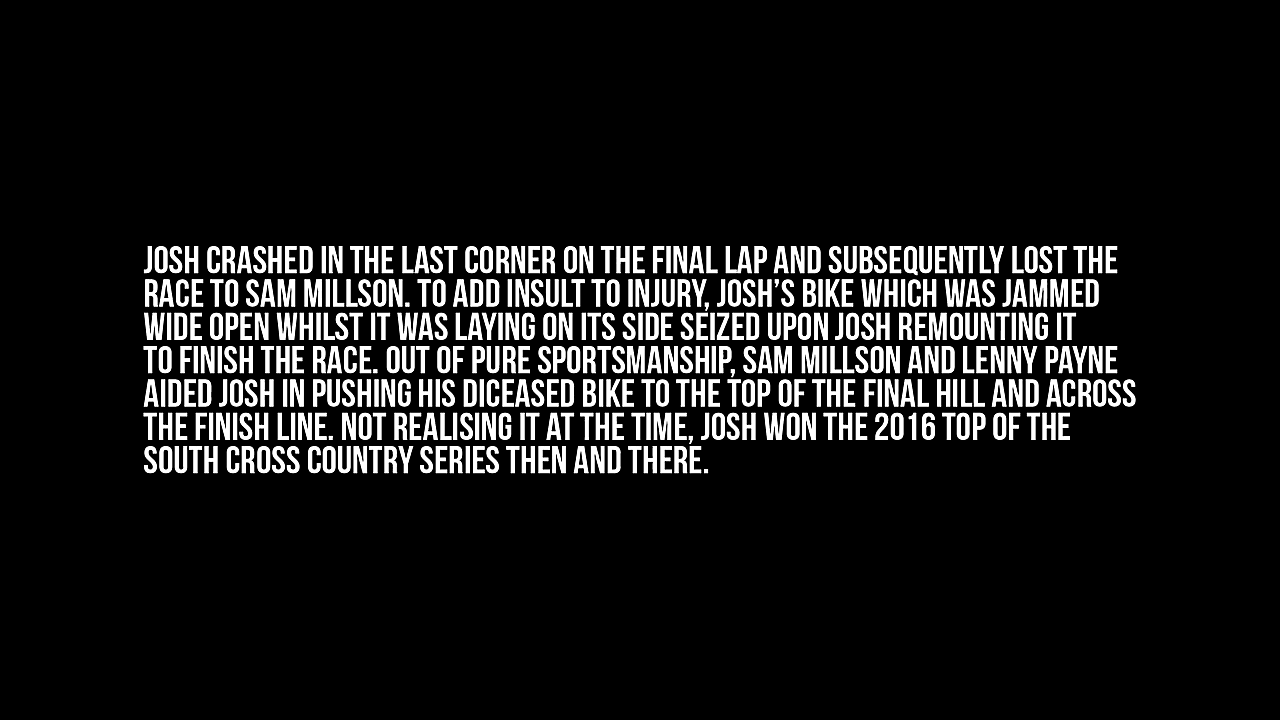 JOSH CRASHED IN THE LAST CORNER ON THE FINAL LAP AND SUBSEQUENTLY LOST THE
RACE TO SAM MILLSON. TO ADD INSULT TO INJURY, JOSH’S BIKE WHICH WAS JAMMED
WIDE OPEN WHILST IT WAS LAYING ON ITS SIDE SEIZED UPON JOSH REMOUNTING IT
TO FINISH THE RACE. OUT OF PURE SPORTSMANSHIP, SAM MILLSON AND LENNY PAYNE
AIDED JOSH IN PUSHING HIS DICEASED BIKE TO THE TOP OF THE FINAL HILL AND ACROSS
THE FINISH LINE. NOT REALISING IT AT THE TIME, JOSH WON THE 2016 TOP OF THE
SOUTH CROSS COUNTRY SERIES THEN AND THERE.